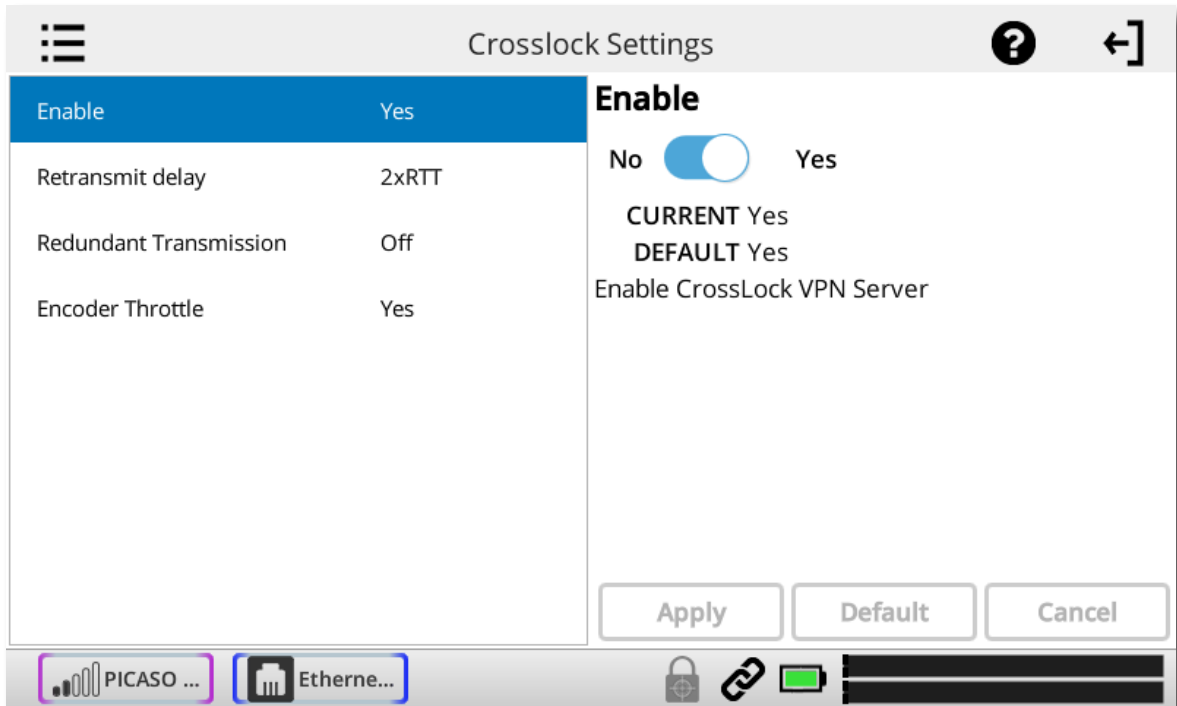 Crosslock Settings ?
Enable Yes
Retransmit delay 2xRTT
Redundant Transmission Off
Encoder Throttle Yes
Enable
No Yes
CURRENT Yes
DEFAULT Yes
Enable CrossLock VPN Server
Apply Default Cancel
PICASO ... Etherne...